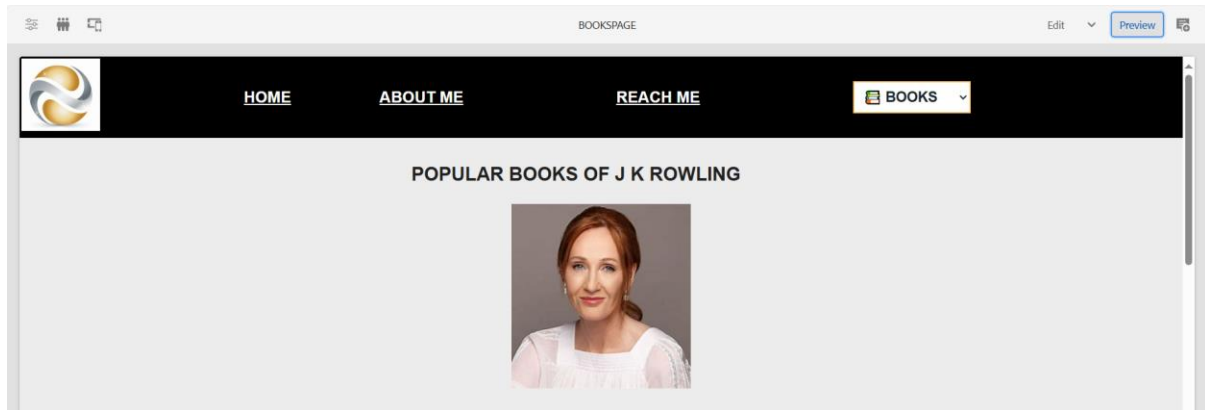 BOOKSPAGE
Edit
Preview
HOME ABOUT ME REACH ME BOOKS
POPULAR BOOKS OF J K ROWLING